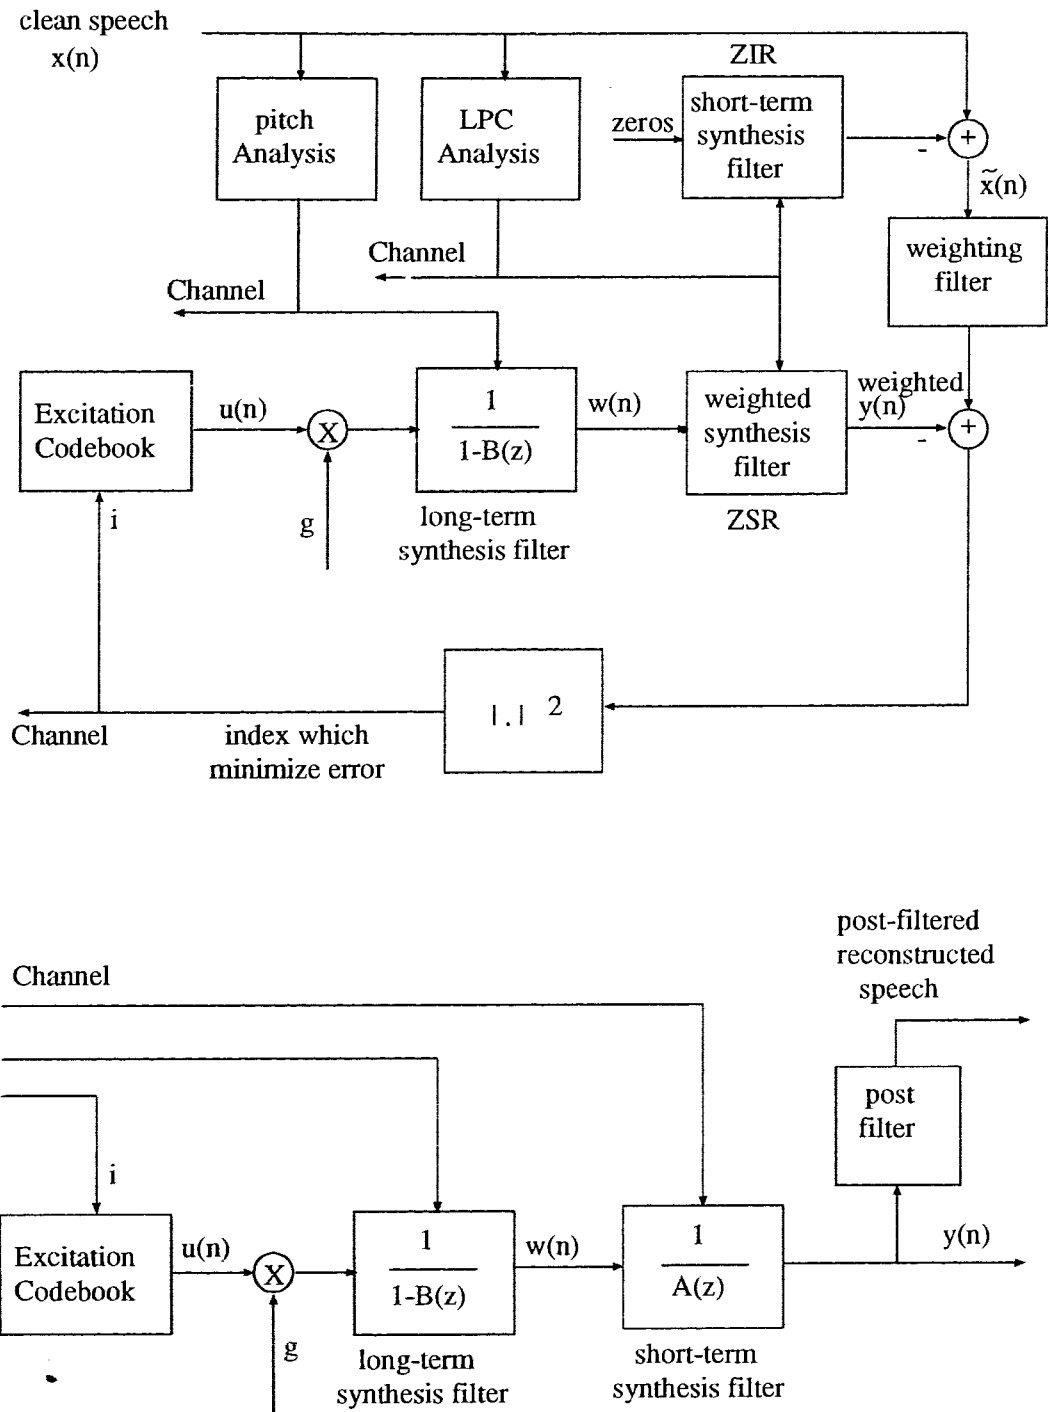 clean speech
x(n)
ZIR
pitch
Analysis
LPC
Analysis
zeros
short-term
synthesis
filter
+
-
x̃(n)
weighting
filter
Channel
Channel
Excitation
Codebook
u(n)
X
g
i
1
1-B(z)
long-term
synthesis filter
w(n)
weighted
synthesis
filter
ZSR
weighted
y(n)
+
-
|.| 2
Channel
index which
minimize error
post-filtered
reconstructed
speech
Channel
post
filter
i
Excitation
Codebook
u(n)
X
g
1
1-B(z)
long-term
synthesis filter
w(n)
1
A(z)
short-term
synthesis filter
y(n)